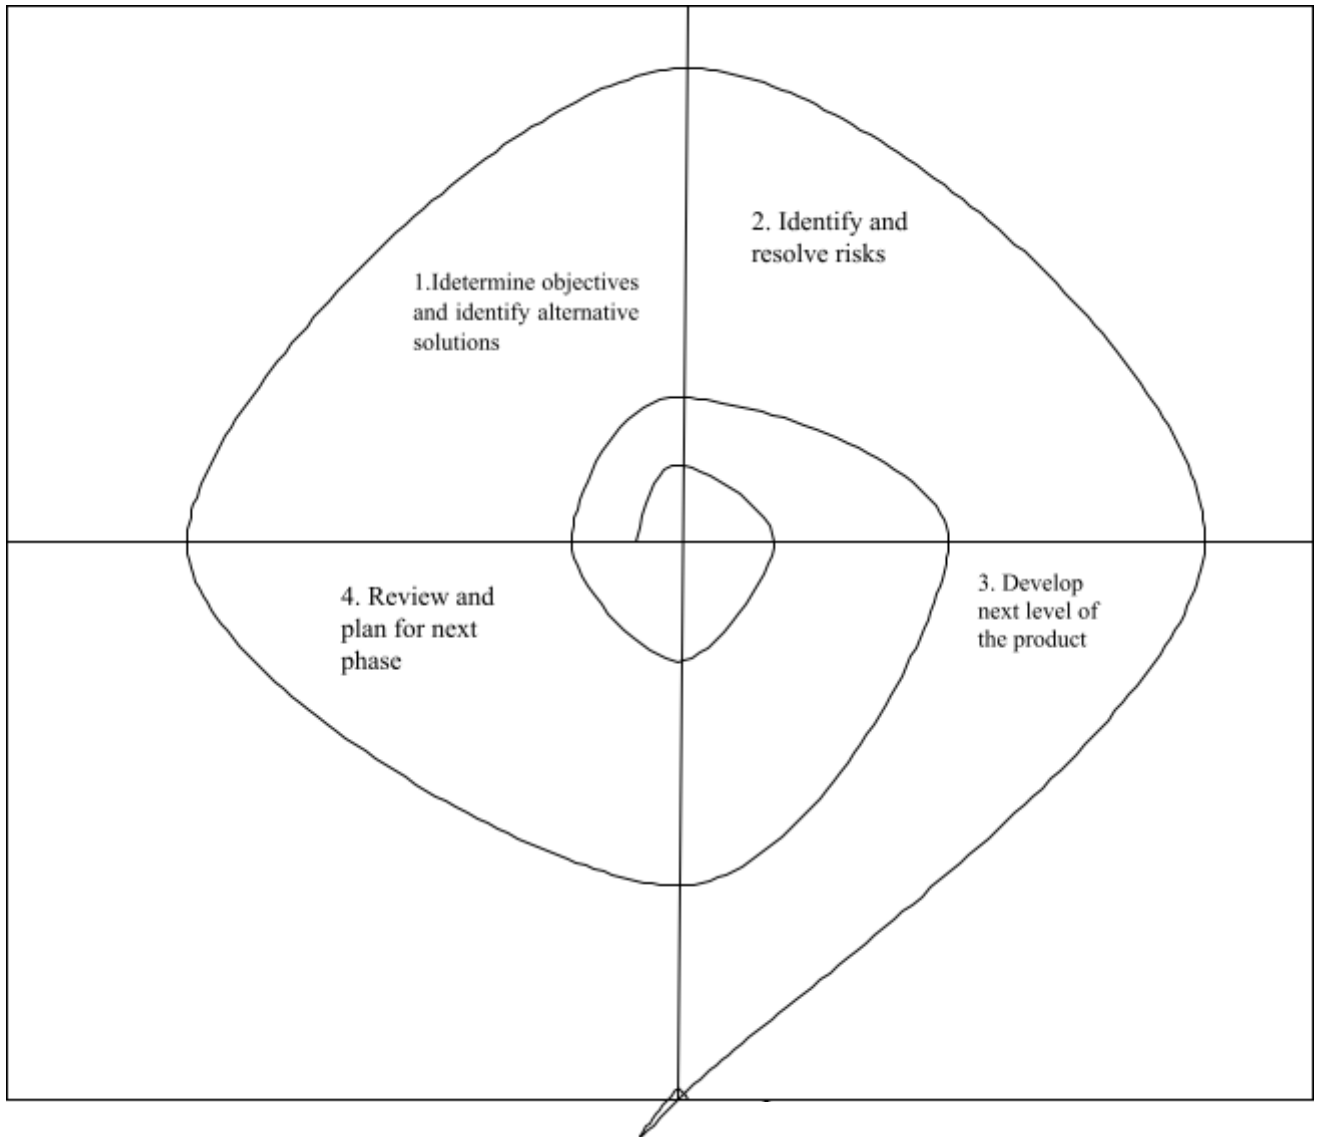 1.Idetermine objectives
and identify alternative
solutions
2. Identify and
resolve risks
3. Develop
next level of
the product
4. Review and
plan for next
phase